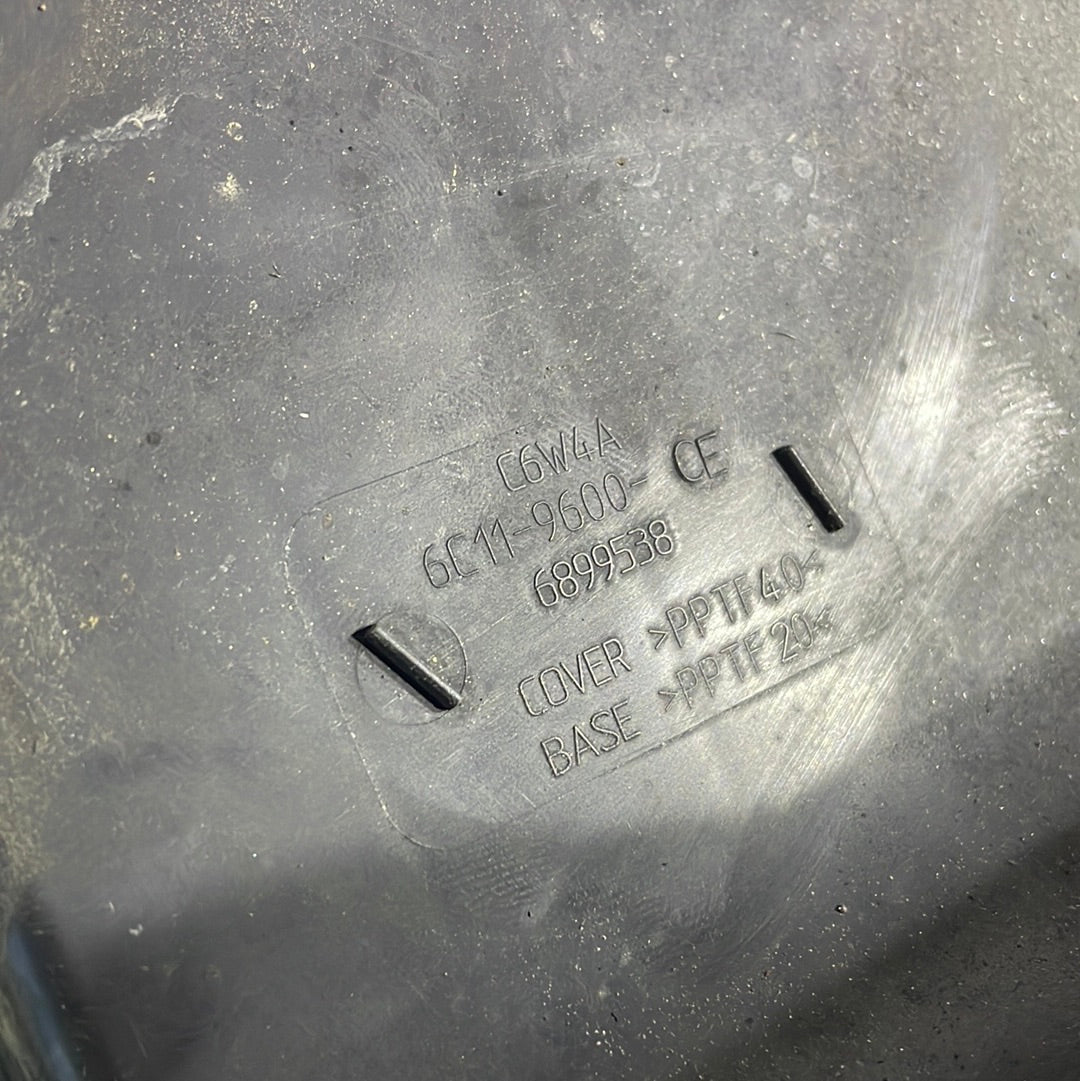 C6W4A
6C11-9600- CE
6899538
COVER >PPTF40<
BASE >PPTF20<